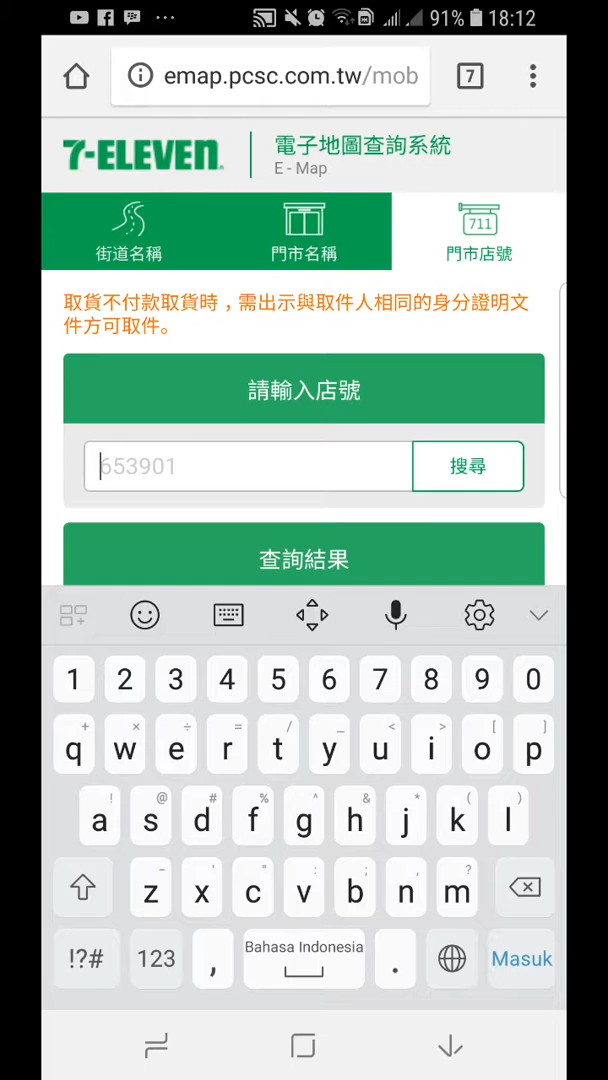 91% 18:12
emap.pcsc.com.tw/mob 7
7-ELEVEN
電子地圖查詢系統
E - Map
711
街道名稱 門市名稱 門市店號
取貨不付款取貨時，需出示與取件人相同的身分證明文
件方可取件。
請輸入店號
653901 搜尋
查詢結果
1 2 3 4 5 6 7 8 9 0
+ × ÷ = / _ < > [ ]
q w e r t y u i o p
! @ # % ^ & * ( )
a s d f g h j k l
- ' " : ; , ?
z x c v b n m
!?# 123 , Bahasa Indonesia . Masuk